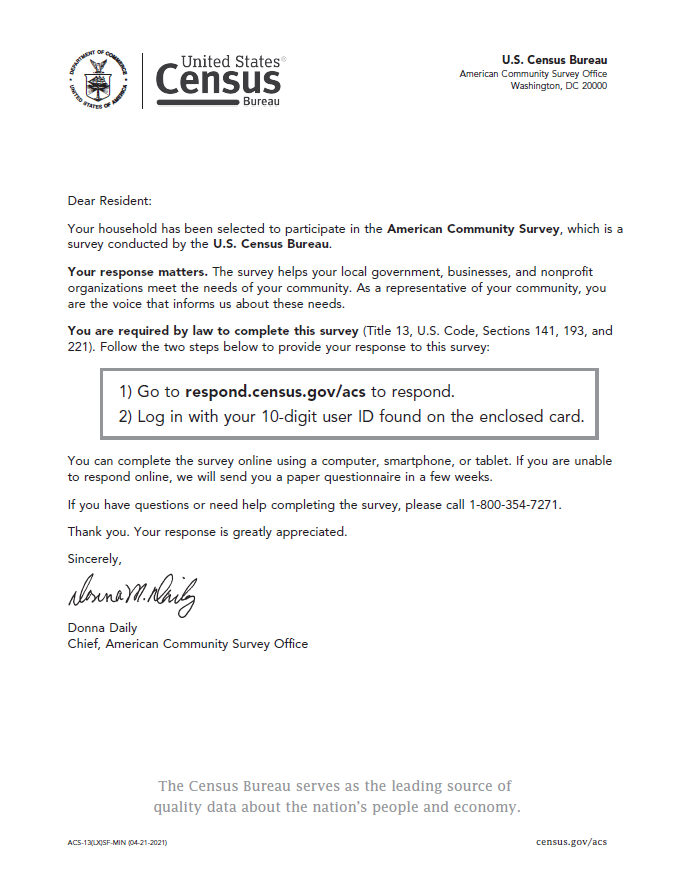 DEPARTMENT OF COMMERCE
UNITED STATES OF AMERICA
United States®
Census
Bureau
U.S. Census Bureau
American Community Survey Office
Washington, DC 20000
Dear Resident:
Your household has been selected to participate in the American Community Survey, which is a
survey conducted by the U.S. Census Bureau.
Your response matters. The survey helps your local government, businesses, and nonprofit
organizations meet the needs of your community. As a representative of your community, you
are the voice that informs us about these needs.
You are required by law to complete this survey (Title 13, U.S. Code, Sections 141, 193, and
221). Follow the two steps below to provide your response to this survey:
1) Go to respond.census.gov/acs to respond.
2) Log in with your 10-digit user ID found on the enclosed card.
You can complete the survey online using a computer, smartphone, or tablet. If you are unable
to respond online, we will send you a paper questionnaire in a few weeks.
If you have questions or need help completing the survey, please call 1-800-354-7271.
Thank you. Your response is greatly appreciated.
Sincerely,
Donna M. Daily
Donna Daily
Chief, American Community Survey Office
The Census Bureau serves as the leading source of
quality data about the nation's people and economy.
ACS-13(LX)SF-MIN (04-21-2021)
census.gov/acs